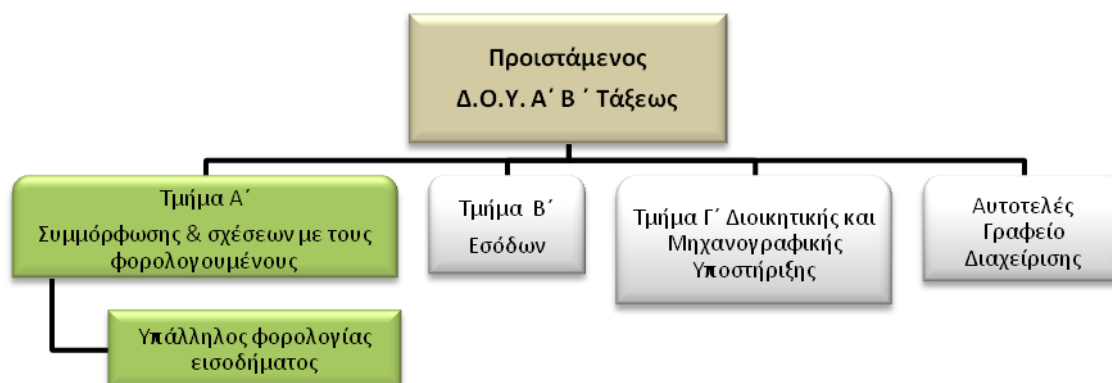 Προιστάμενος
Δ.Ο.Υ. Α΄ Β ΄ Τάξεως
Τμήμα Α΄
Συμμόρφωσης & σχέσεων με τους
φορολογουμένους
Τμήμα Β΄
Εσόδων
Τμήμα Γ΄ Διοικητικής και
Μηχανογραφικής
Υποστήριξης
Αυτοτελές
Γραφείο
Διαχείρισης
Υπάλληλος φορολογίας
εισοδήματος